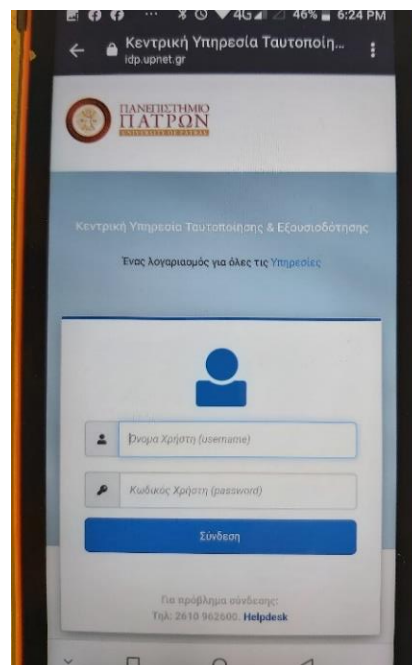 4G 46% 6:24 PM
Κεντρική Υπηρεσία Ταυτοποίη...
idp.upnet.gr
ΠΑΝΕΠΙΣΤΗΜΙΟ
ΠΑΤΡΩΝ
UNIVERSITY OF PATRAS
Κεντρική Υπηρεσία Ταυτοποίησης & Εξουσιοδότησης
Ένας λογαριασμός για όλες τις Υπηρεσίες
Όνομα Χρήστη (username)
Κωδικός Χρήστη (password)
Σύνδεση
Για πρόβλημα σύνδεσης:
Τηλ: 2610 962600, Helpdesk